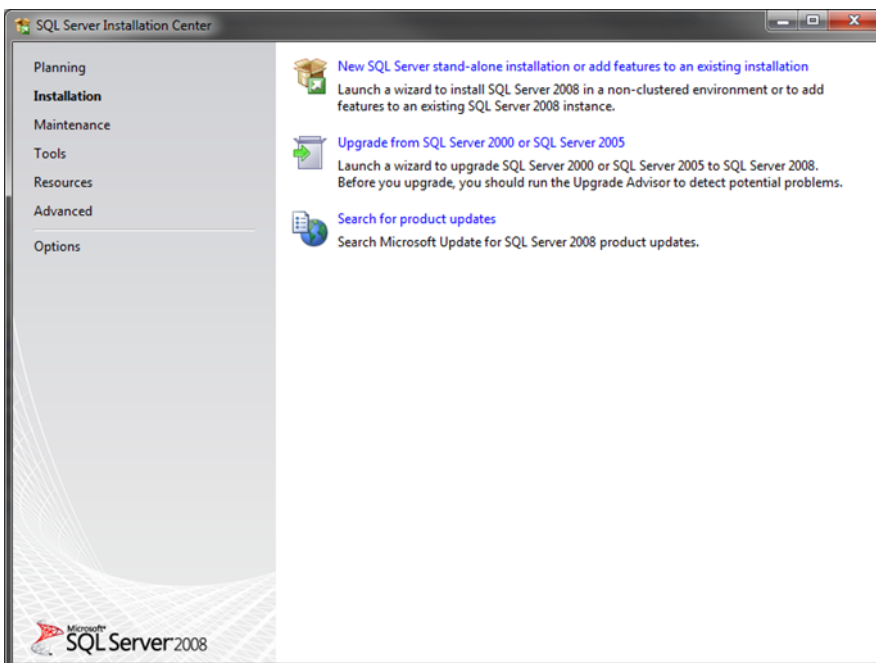 SQL Server Installation Center
Planning
Installation
Maintenance
Tools
Resources
Advanced
Options
New SQL Server stand-alone installation or add features to an existing installation
Launch a wizard to install SQL Server 2008 in a non-clustered environment or to add
features to an existing SQL Server 2008 instance.
Upgrade from SQL Server 2000 or SQL Server 2005
Launch a wizard to upgrade SQL Server 2000 or SQL Server 2005 to SQL Server 2008.
Before you upgrade, you should run the Upgrade Advisor to detect potential problems.
Search for product updates
Search Microsoft Update for SQL Server 2008 product updates.
Microsoft®
SQL Server 2008